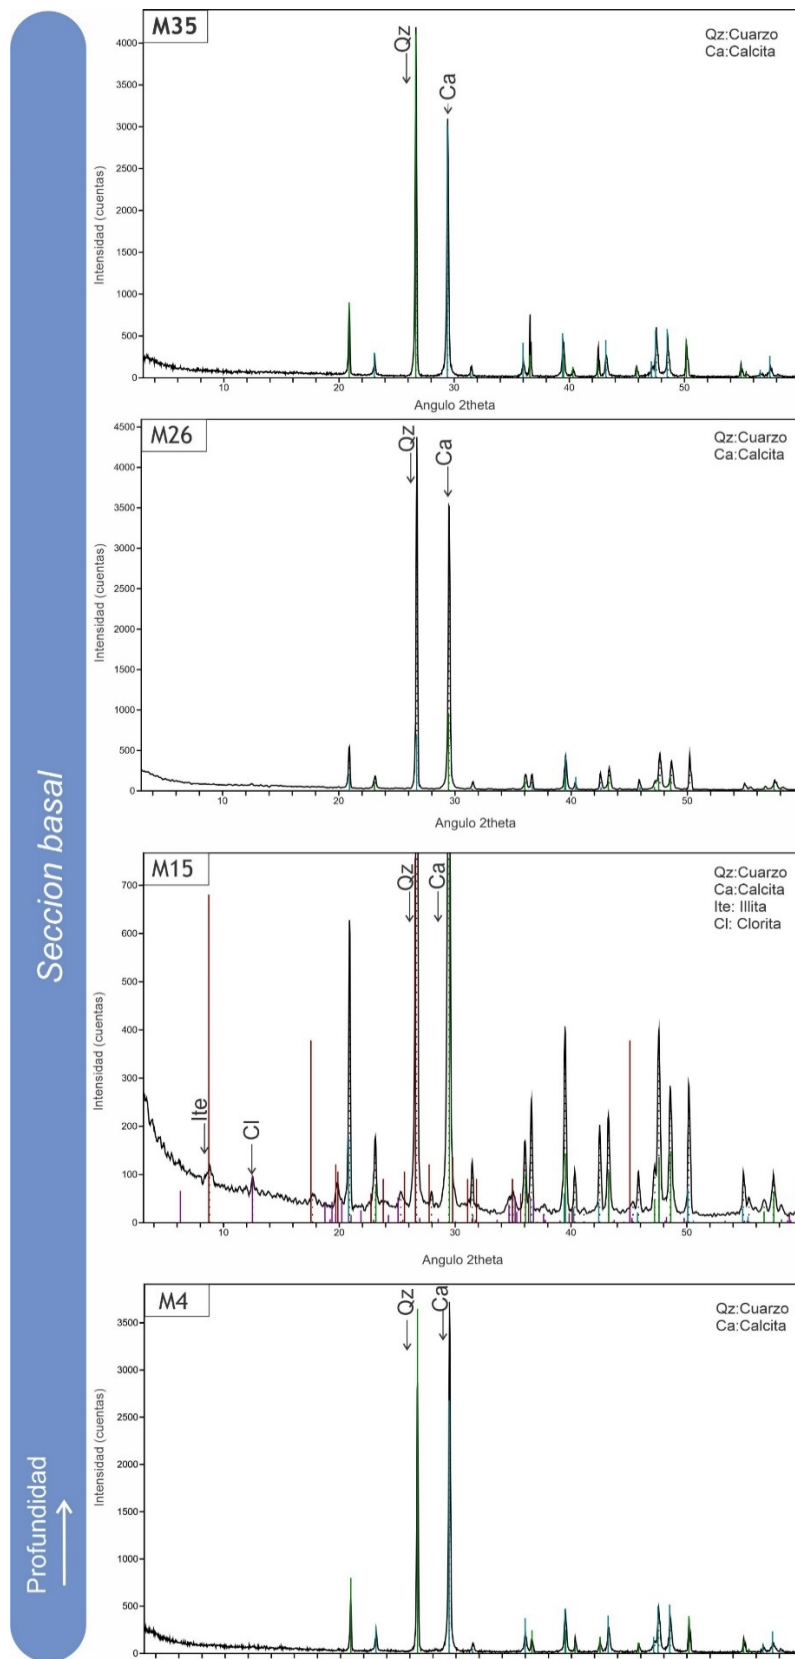 Seccion basal
Profundidad
M35
Qz:Cuarzo
Ca:Calcita
Qz
Ca
Intensidad (cuentas)
4000
3500
3000
2500
2000
1500
1000
500
0
10 20 30 40 50
Angulo 2theta
M26
Qz:Cuarzo
Ca:Calcita
Qz
Ca
Intensidad (cuentas)
4500
4000
3500
3000
2500
2000
1500
1000
500
0
10 20 30 40 50
Angulo 2theta
M15
Qz:Cuarzo
Ca:Calcita
Ite: Illita
Cl: Clorita
Qz
Ca
Ite
Cl
Intensidad (cuentas)
700
600
500
400
300
200
100
0
10 20 30 40 50
Angulo 2theta
M4
Qz:Cuarzo
Ca:Calcita
Qz
Ca
Intensidad (cuentas)
3500
3000
2500
2000
1500
1000
500
0